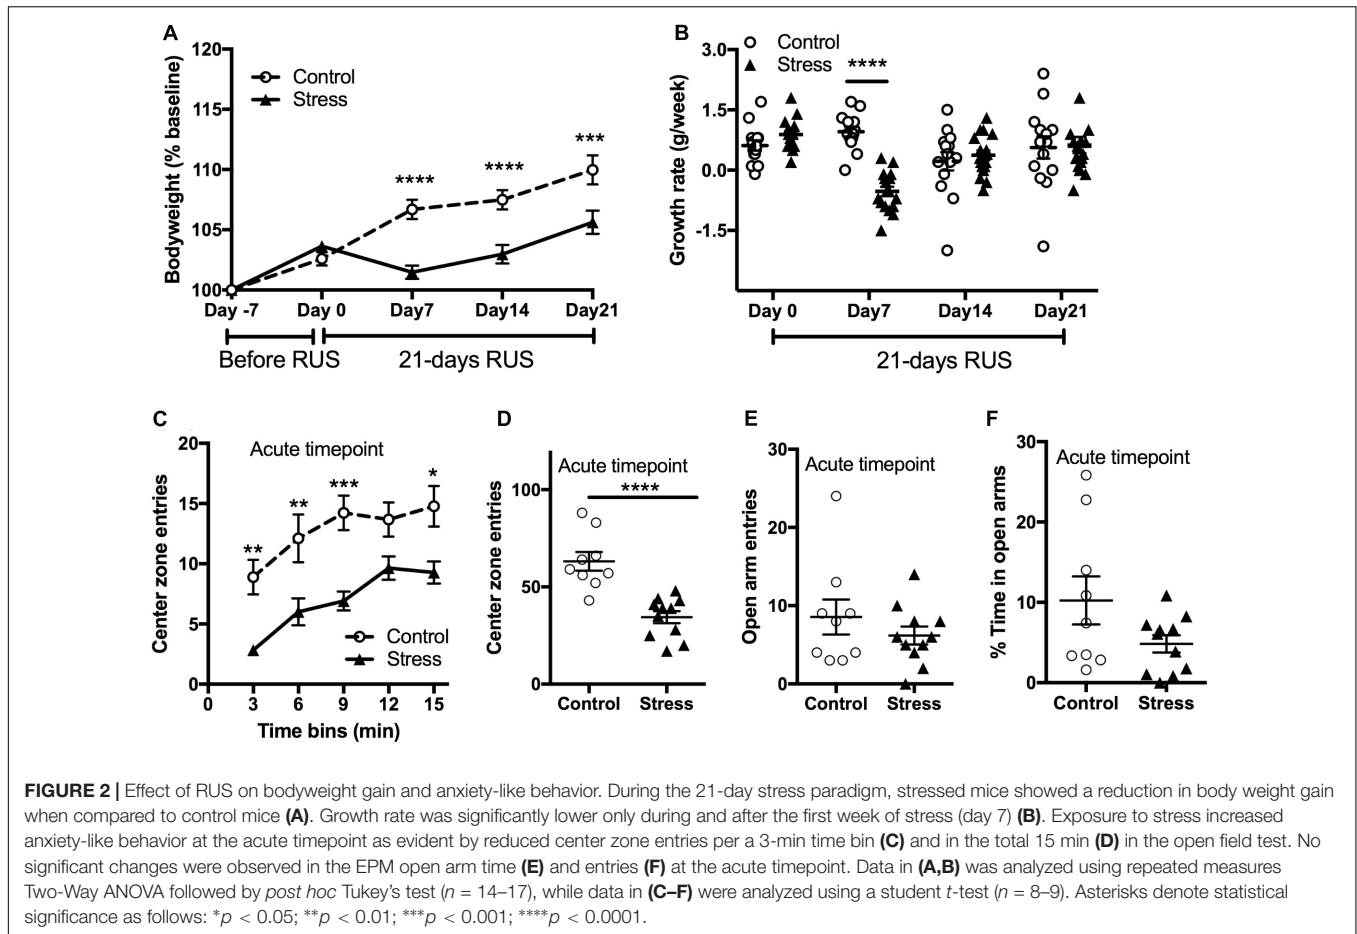 A
B
120
115
110
105
100
Bodyweight (% baseline)
Control
Stress
****
****
***
Day -7 Day 0 Day7 Day14 Day21
Before RUS 21-days RUS
3.0
1.5
0.0
-1.5
Growth rate (g/week)
Control
Stress
****
Day 0 Day7 Day14 Day21
21-days RUS
C
D
E
F
20
15
10
5
0
Center zone entries
Acute timepoint
**
**
***
*
Control
Stress
0 3 6 9 12 15
Time bins (min)
100
50
0
Center zone entries
Acute timepoint
****
Control Stress
30
20
10
0
Open arm entries
Acute timepoint
Control Stress
30
20
10
0
% Time in open arms
Acute timepoint
Control Stress
FIGURE 2 | Effect of RUS on bodyweight gain and anxiety-like behavior. During the 21-day stress paradigm, stressed mice showed a reduction in body weight gain
when compared to control mice (A). Growth rate was significantly lower only during and after the first week of stress (day 7) (B). Exposure to stress increased
anxiety-like behavior at the acute timepoint as evident by reduced center zone entries per a 3-min time bin (C) and in the total 15 min (D) in the open field test. No
significant changes were observed in the EPM open arm time (E) and entries (F) at the acute timepoint. Data in (A,B) was analyzed using repeated measures
Two-Way ANOVA followed by post hoc Tukey's test (n = 14–17), while data in (C–F) were analyzed using a student t-test (n = 8–9). Asterisks denote statistical
significance as follows: *p < 0.05; **p < 0.01; ***p < 0.001; ****p < 0.0001.